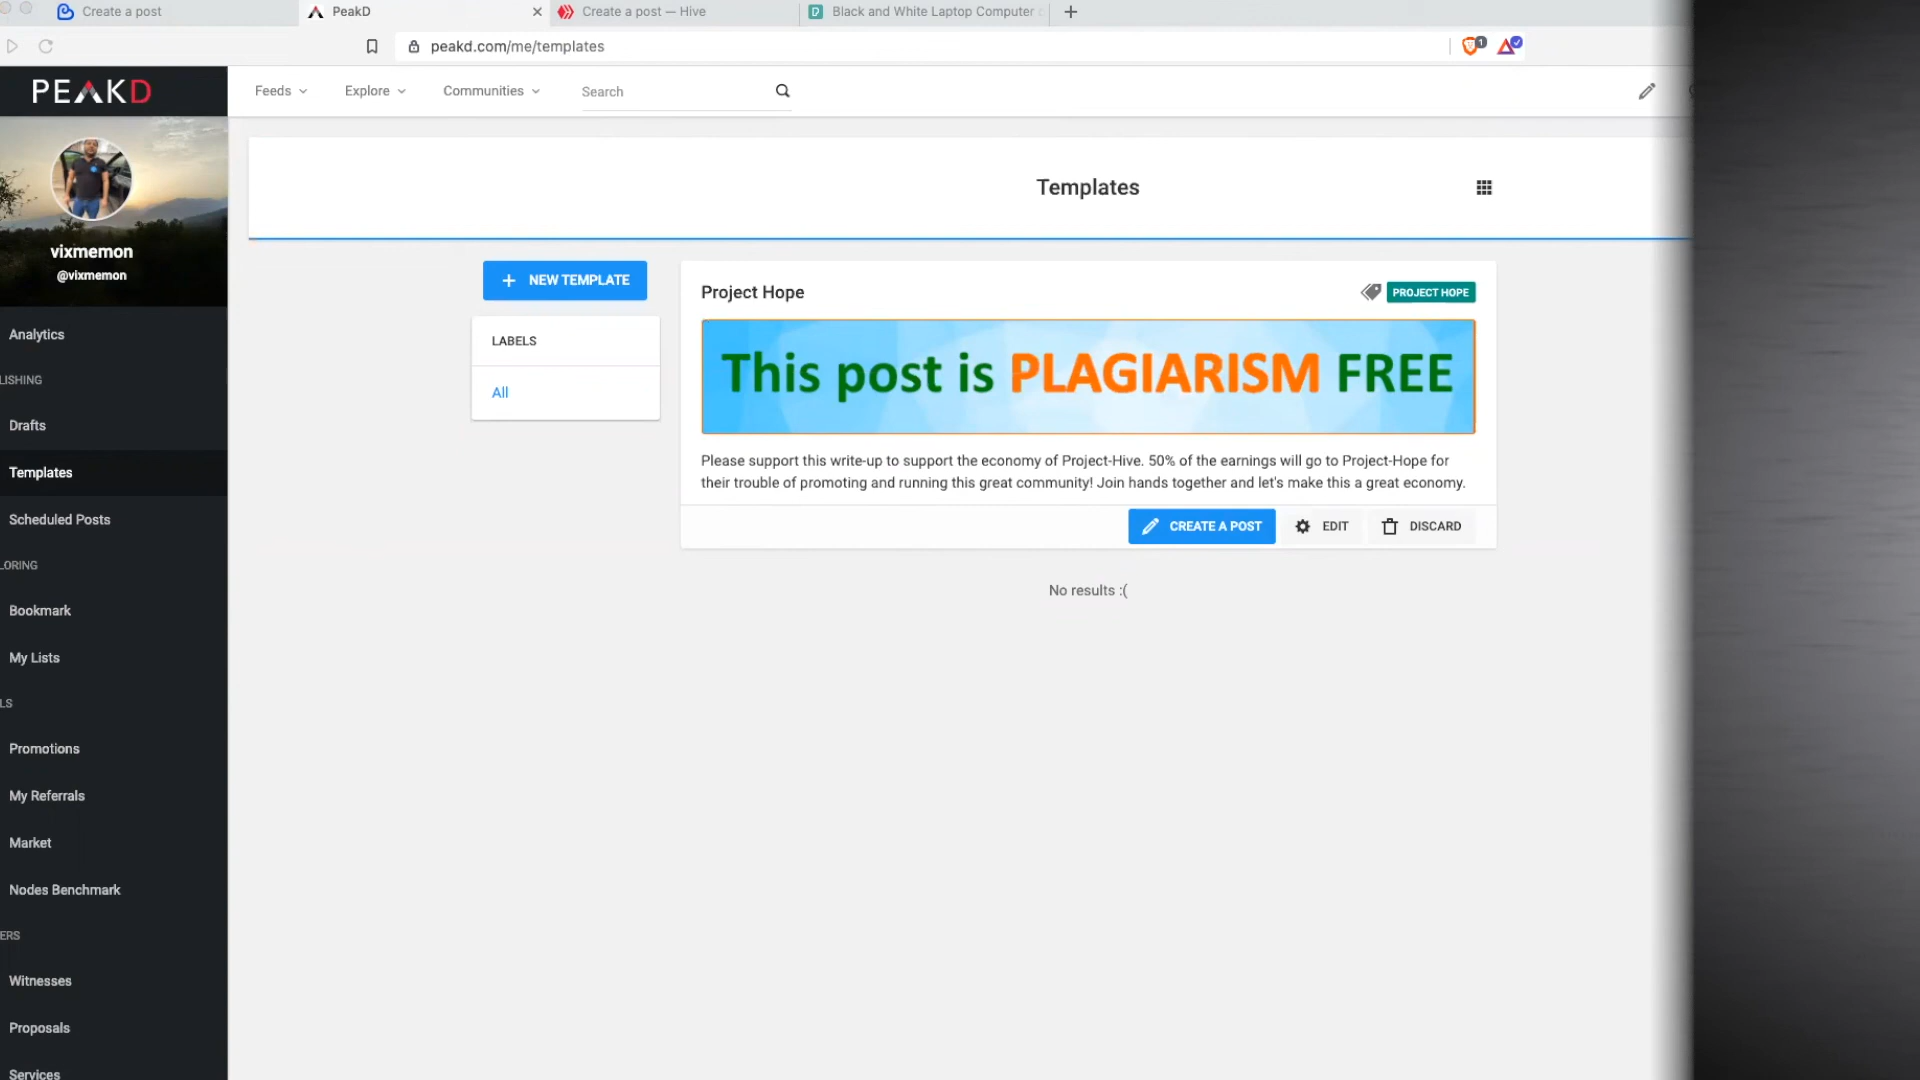 Create a post
PeakD
Create a post — Hive
Black and White Laptop Computer
peakd.com/me/templates
1
PEAKD
Feeds
Explore
Communities
Search
vixmemon
@vixmemon
Templates
NEW TEMPLATE
LABELS
All
Project Hope
PROJECT HOPE
This post is PLAGIARISM FREE
Please support this write-up to support the economy of Project-Hive. 50% of the earnings will go to Project-Hope for
their trouble of promoting and running this great community! Join hands together and let's make this a great economy.
CREATE A POST
EDIT
DISCARD
No results :(
Analytics
LISHING
Drafts
Templates
Scheduled Posts
LORING
Bookmark
My Lists
LS
Promotions
My Referrals
Market
Nodes Benchmark
ERS
Witnesses
Proposals
Services